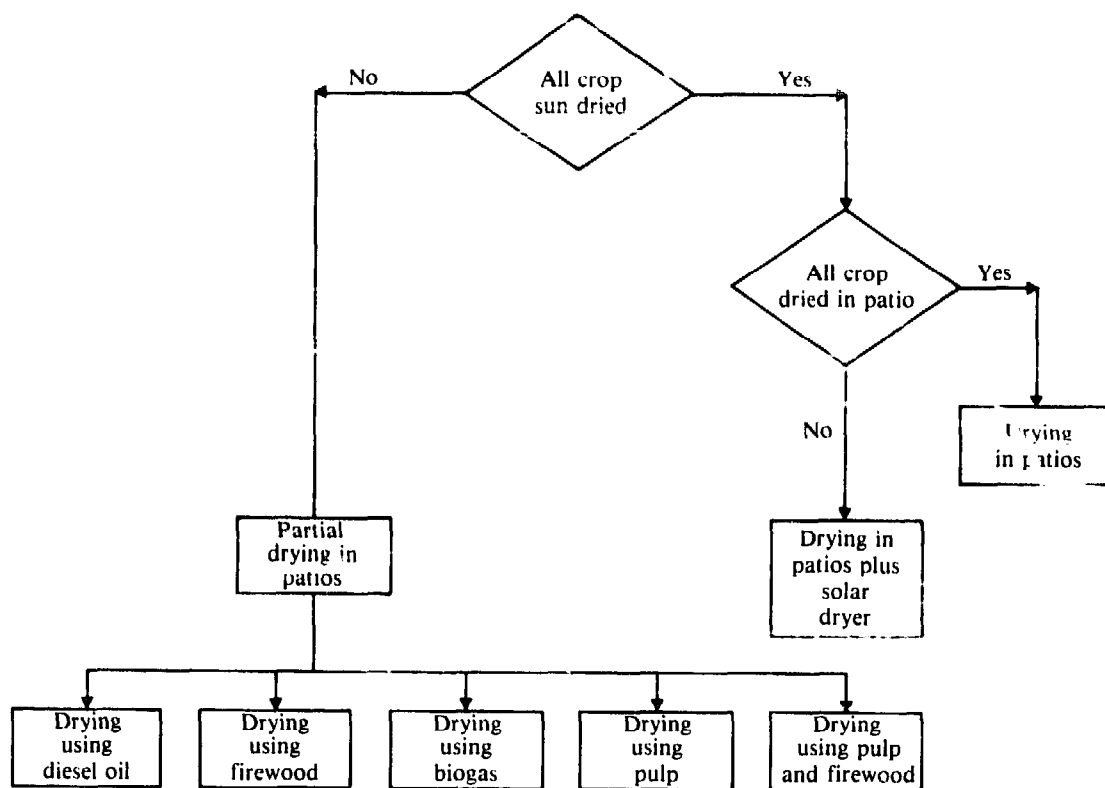 No
All crop
sun dried
Yes
All crop
dried in patio
Yes
No
Drying
in patios
Partial
drying in
patios
Drying in
patios plus
solar
dryer
Drying
using
diesel oil
Drying
using
firewood
Drying
using
biogas
Drying
using
pulp
Drying
using pulp
and firewood